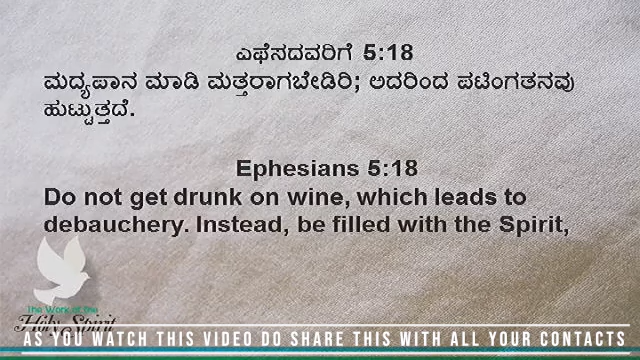 ಎಫೆಸದವರಿಗೆ 5:18
ಮದ್ಯಪಾನ ಮಾಡಿ ಮತ್ತರಾಗಬೇಡಿರಿ; ಅದರಿಂದ ಪಟಿಂಗತನವು
ಹುಟ್ಟುತ್ತದೆ.
Ephesians 5:18
Do not get drunk on wine, which leads to
debauchery. Instead, be filled with the Spirit,
The Work of the
Holy Spirit
AS YOU WATCH THIS VIDEO DO SHARE THIS WITH ALL YOUR CONTACTS